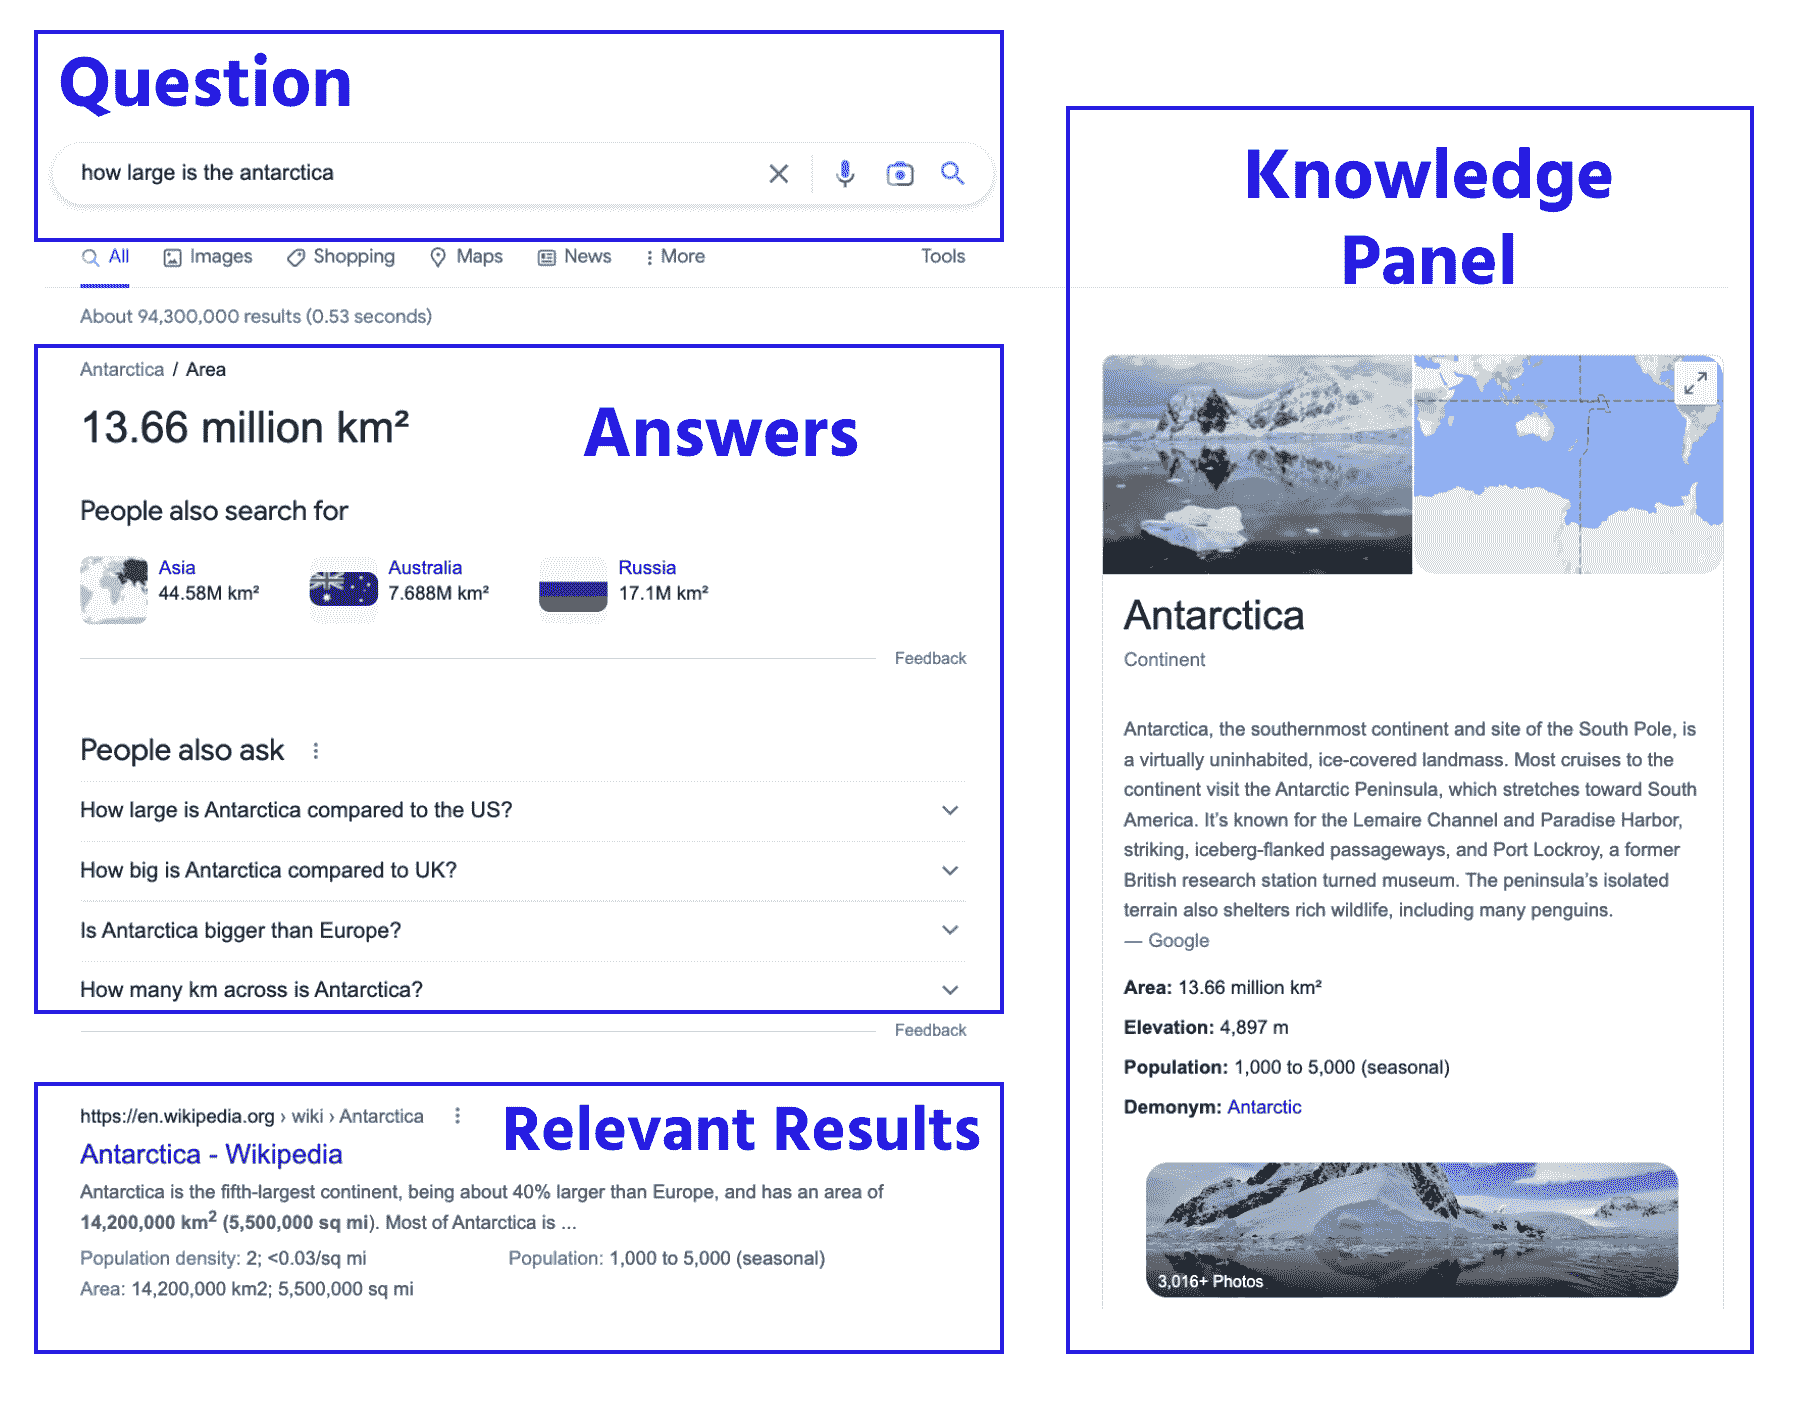 Question
how large is the antarctica
All Images Shopping Maps News More Tools
About 94,300,000 results (0.53 seconds)
Antarctica / Area
13.66 million km²
Answers
People also search for
Asia
44.58M km²
Australia
7.688M km²
Russia
17.1M km²
Feedback
People also ask
How large is Antarctica compared to the US?
How big is Antarctica compared to UK?
Is Antarctica bigger than Europe?
How many km across is Antarctica?
Feedback
https://en.wikipedia.org › wiki › Antarctica
Relevant Results
Antarctica - Wikipedia
Antarctica is the fifth-largest continent, being about 40% larger than Europe, and has an area of
14,200,000 km² (5,500,000 sq mi). Most of Antarctica is ...
Population density: 2; <0.03/sq mi
Population: 1,000 to 5,000 (seasonal)
Area: 14,200,000 km2; 5,500,000 sq mi
Knowledge
Panel
Antarctica
Continent
Antarctica, the southernmost continent and site of the South Pole, is
a virtually uninhabited, ice-covered landmass. Most cruises to the
continent visit the Antarctic Peninsula, which stretches toward South
America. It’s known for the Lemaire Channel and Paradise Harbor,
striking, iceberg-flanked passageways, and Port Lockroy, a former
British research station turned museum. The peninsula’s isolated
terrain also shelters rich wildlife, including many penguins.
— Google
Area: 13.66 million km²
Elevation: 4,897 m
Population: 1,000 to 5,000 (seasonal)
Demonym: Antarctic
3,016+ Photos